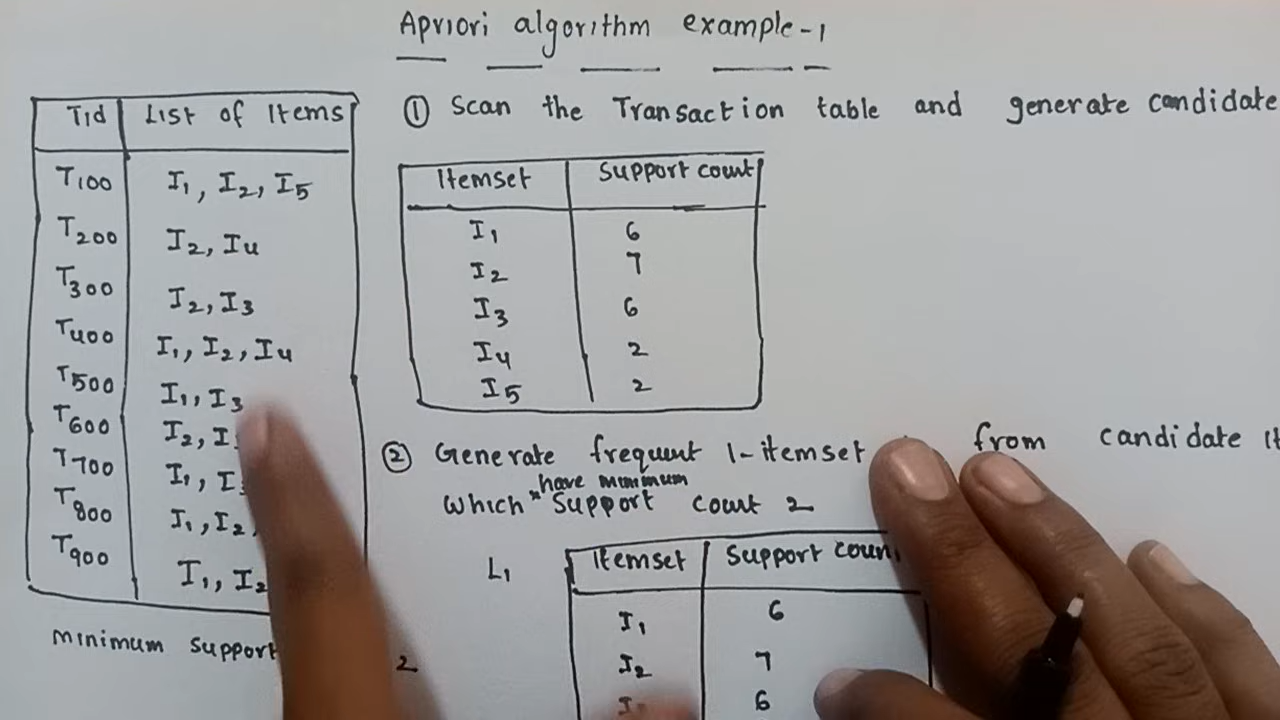 Apriori algorithm example-1
Tid List of Items
T100 I1, I2, I5
T200 I2, I4
T300 I2, I3
T400 I1, I2, I4
T500 I1, I3
T600 I2,
T700 I1,
T800 I1, I2,
T900 I1, I2
Minimum Support 2
① Scan the Transaction table and generate candidate
Itemset Support count
I1 6
I2 7
I3 6
I4 2
I5 2
② Generate frequent 1-itemset from candidate
which have minimum support count 2
L1
Itemset Support coun
I1 6
I2 7
6